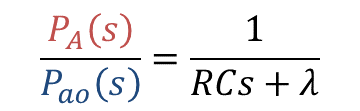 P_A(s) / P_ao(s) = 1 / (RCs + λ)